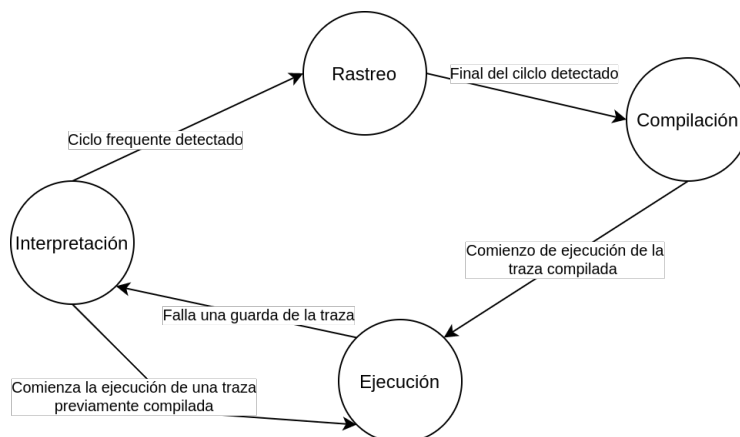 Rastreo
Final del cilclo detectado
Compilación
Ciclo frequente detectado
Interpretación
Comienzo de ejecución de la
traza compilada
Falla una guarda de la traza
Ejecución
Comienza la ejecución de una traza
previamente compilada